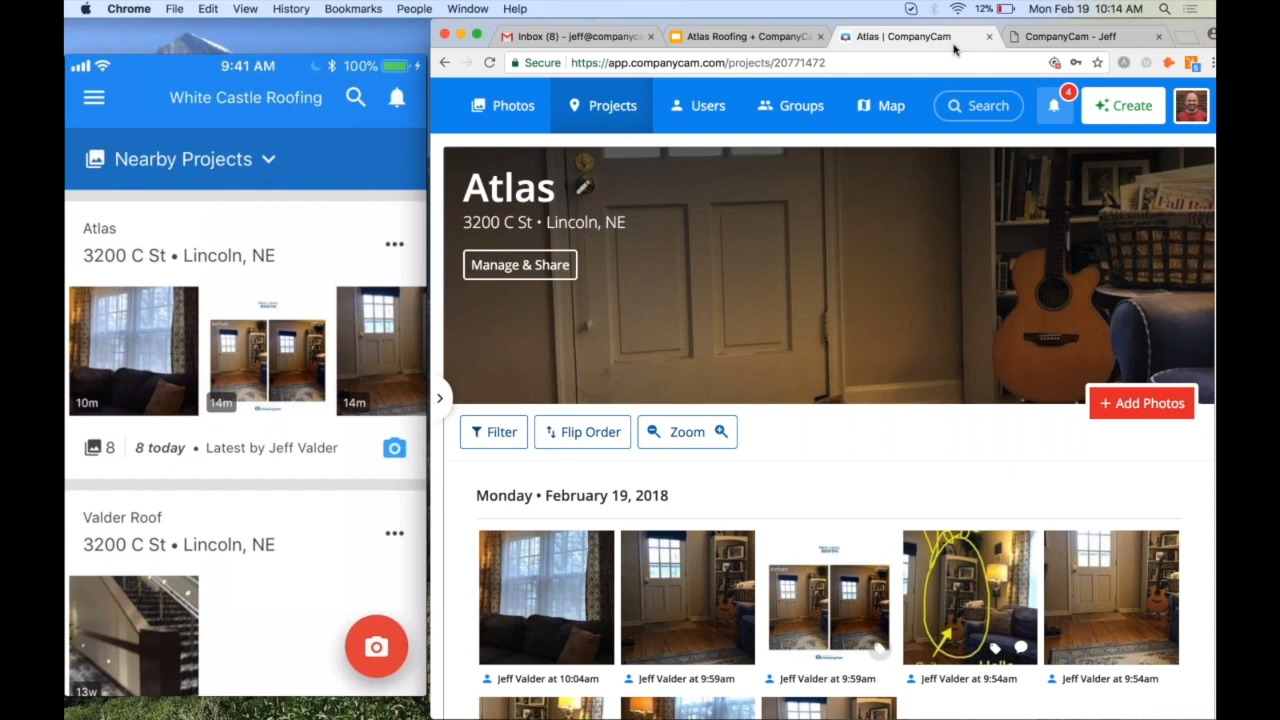 Chrome File Edit View History Bookmarks People Window Help
12% Mon Feb 19 10:14 AM
9:41 AM
100%
White Castle Roofing
Nearby Projects
Atlas
3200 C St • Lincoln, NE
before
10m
14m
14m
8 8 today • Latest by Jeff Valder
Valder Roof
3200 C St • Lincoln, NE
13w
Inbox (8) - jeff@companyca
Atlas Roofing + CompanyC
Atlas | CompanyCam
CompanyCam - Jeff
Secure https://app.companycam.com/projects/20771472
5
Photos
Projects
Users
Groups
Map
Search
4
Create
Atlas
3200 C St • Lincoln, NE
Manage & Share
Fall R
+ Add Photos
Filter
Flip Order
Zoom
Monday • February 19, 2018
before
Hello
Jeff Valder at 10:04am
Jeff Valder at 9:59am
Jeff Valder at 9:59am
Jeff Valder at 9:54am
Jeff Valder at 9:54am